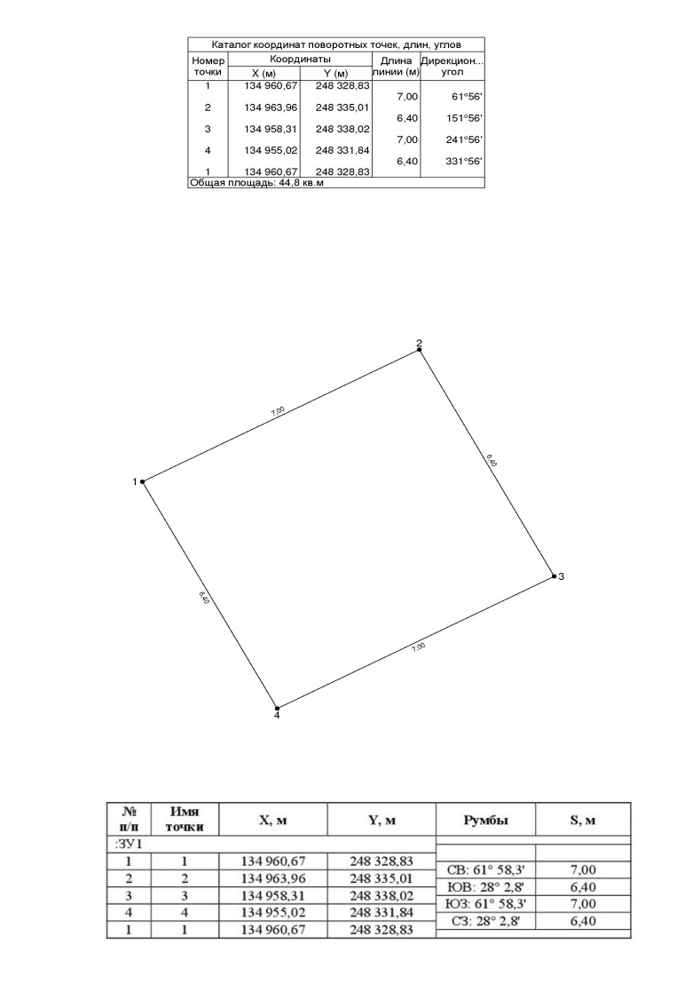 Каталог координат поворотных точек, длин, углов
Номер точки Координаты Длина линии (м) Дирекцион... угол
X (м) Y (м)
1 134 960,67 248 328,83
7,00 61°56'
2 134 963,96 248 335,01
6,40 151°56'
3 134 958,31 248 338,02
7,00 241°56'
4 134 955,02 248 331,84
6,40 331°56'
1 134 960,67 248 328,83
Общая площадь: 44,8 кв.м
2
7,00
6,40
1
3
6,40
7,00
4
№ п/п Имя точки X, м Y, м Румбы S, м
:ЗУ1
1 1 134 960,67 248 328,83
СВ: 61° 58,3' 7,00
2 2 134 963,96 248 335,01
ЮВ: 28° 2,8' 6,40
3 3 134 958,31 248 338,02
ЮЗ: 61° 58,3' 7,00
4 4 134 955,02 248 331,84
СЗ: 28° 2,8' 6,40
1 1 134 960,67 248 328,83